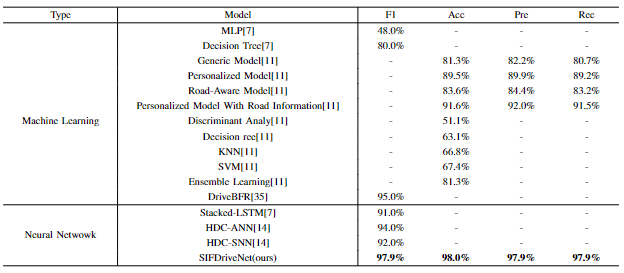 Type Model F1 Acc Pre Rec
MLP[7] 48.0% - - -
Decision Tree[7] 80.0% - - -
Generic Model[11] - 81.3% 82.2% 80.7%
Personalized Model[11] - 89.5% 89.9% 89.2%
Road-Aware Model[11] - 83.6% 84.4% 83.2%
Personalized Model With Road Information[11] - 91.6% 92.0% 91.5%
Machine Learning Discriminant Analy[11] - 51.1% - -
Decision ree[11] - 63.1% - -
KNN[11] - 66.8% - -
SVM[11] - 67.4% - -
Ensemble Learning[11] - 81.3% - -
DriveBFR[35] 95.0% - - -
Stacked-LSTM[7] 91.0% - - -
Neural Netwowk HDC-ANN[14] 94.0% - - -
HDC-SNN[14] 92.0% - - -
SIFDriveNet(ours) 97.9% 98.0% 97.9% 97.9%